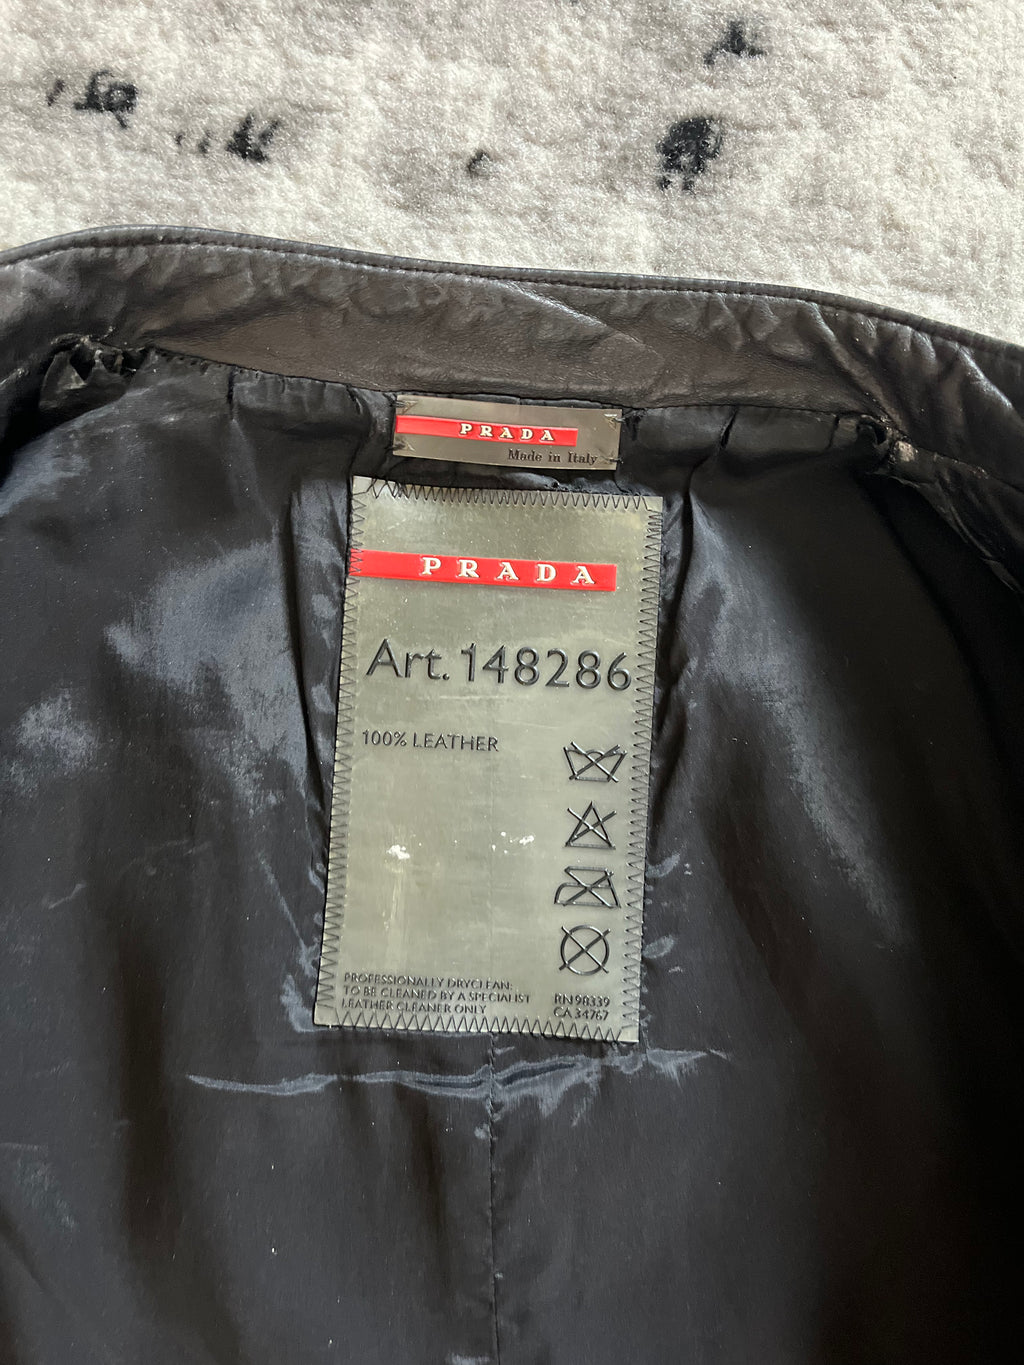 PRADA
Made in Italy
PRADA
Art. 148286
100% LEATHER
PROFESSIONALLY DRYCLEAN:
TO BE CLEANED BY A SPECIALIST
LEATHER CLEANER ONLY
RN 98339
CA 34767